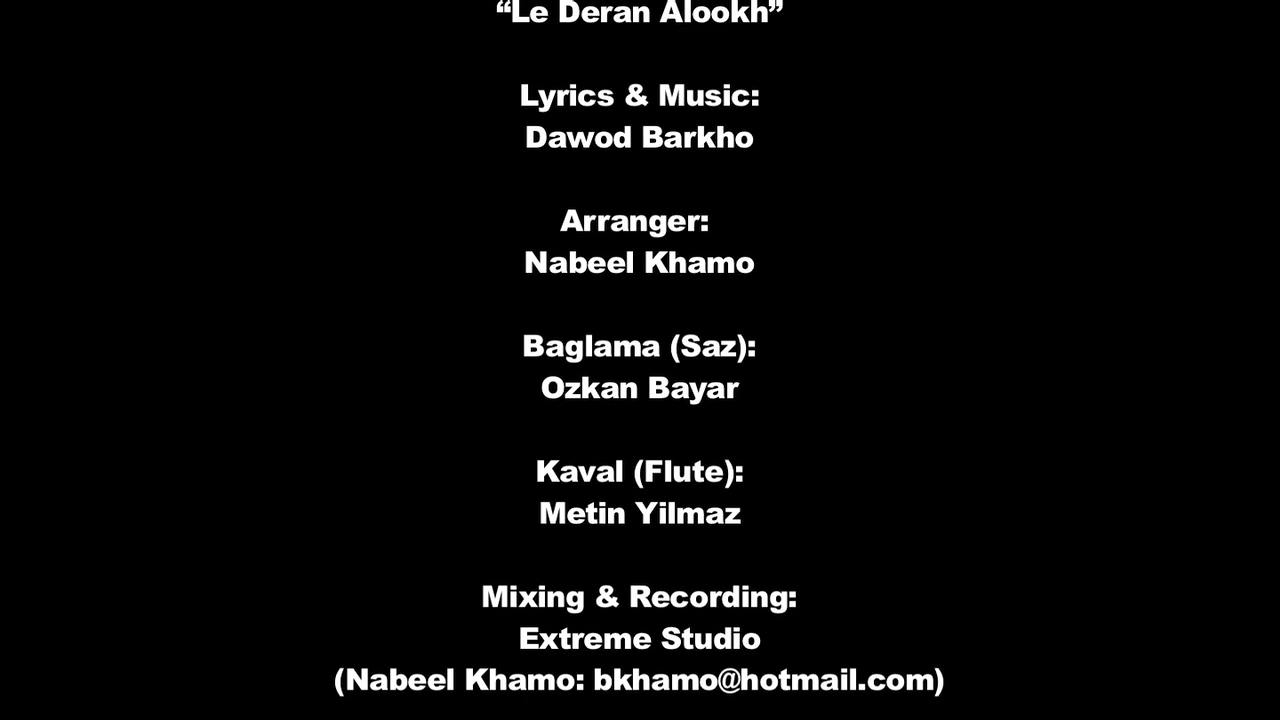 “Le Deran Alookh”
Lyrics & Music:
Dawod Barkho
Arranger:
Nabeel Khamo
Baglama (Saz):
Ozkan Bayar
Kaval (Flute):
Metin Yilmaz
Mixing & Recording:
Extreme Studio
(Nabeel Khamo: bkhamo@hotmail.com)